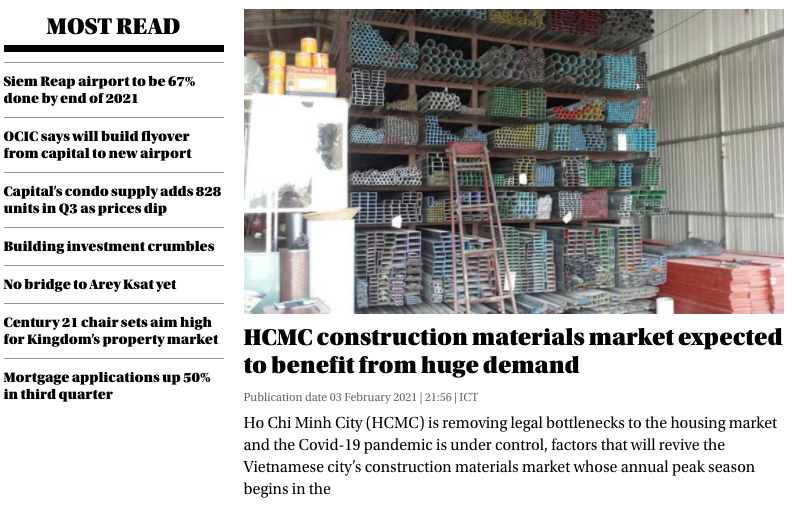 MOST READ
Siem Reap airport to be 67%
done by end of 2021
OCIC says will build flyover
from capital to new airport
Capital's condo supply adds 828
units in Q3 as prices dip
Building investment crumbles
No bridge to Arey Ksat yet
Century 21 chair sets aim high
for Kingdom's property market
Mortgage applications up 50%
in third quarter
HCMC construction materials market expected
to benefit from huge demand
Publication date 03 February 2021 | 21:56 | ICT
Ho Chi Minh City (HCMC) is removing legal bottlenecks to the housing market
and the Covid-19 pandemic is under control, factors that will revive the
Vietnamese city's construction materials market whose annual peak season
begins in the